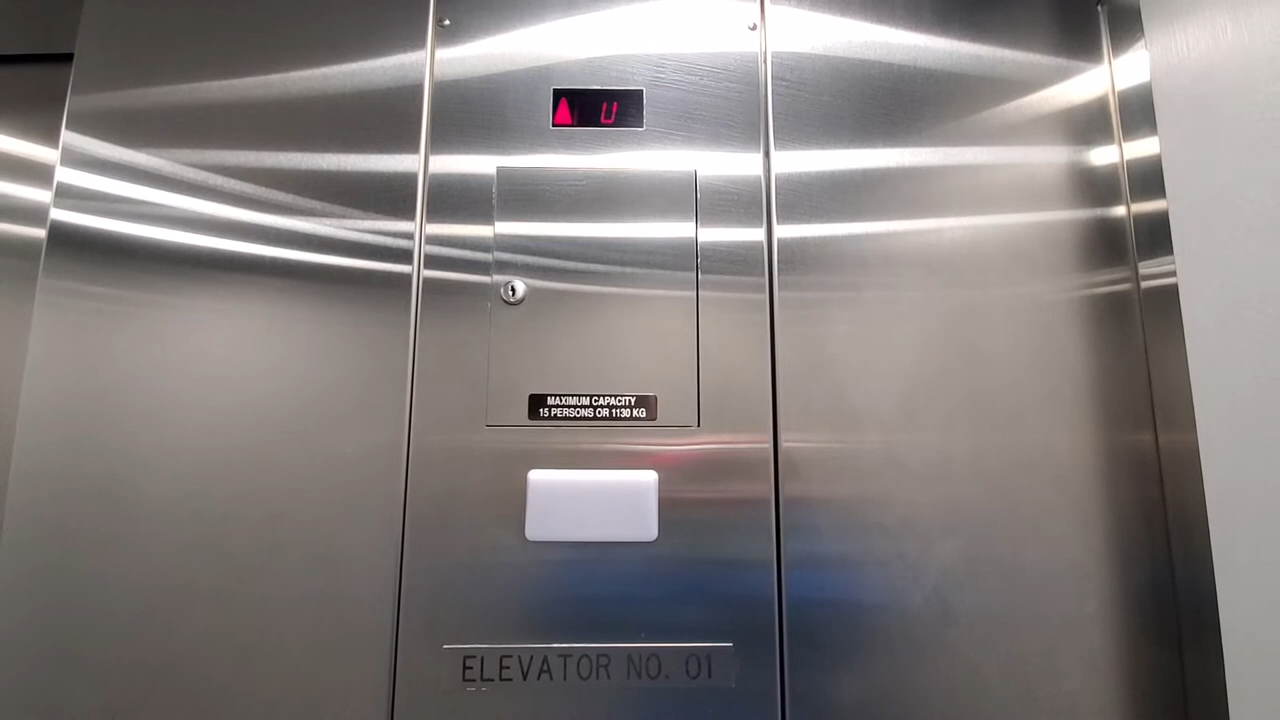 U
MAXIMUM CAPACITY
15 PERSONS OR 1130 KG
ELEVATOR NO. 01